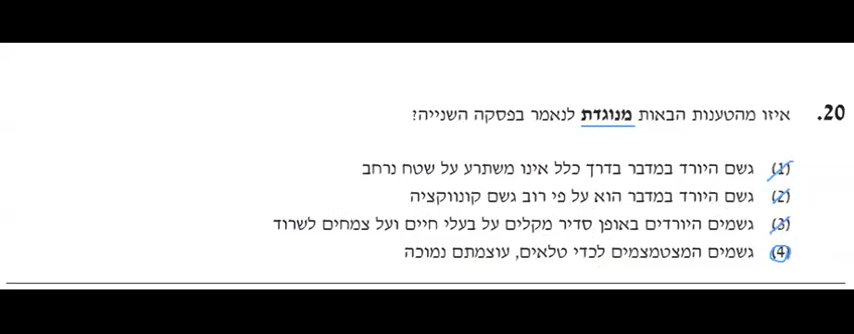 20. איזו מהטענות הבאות מנוגדת לנאמר בפסקה השנייה?
(1) גשם היורד במדבר בדרך כלל אינו משתרע על שטח נרחב
(2) גשם היורד במדבר הוא על פי רוב גשם קונווקציה
(3) גשמים היורדים באופן סדיר מקלים על בעלי חיים ועל צמחים לשרוד
(4) גשמים המצטמצמים לכדי טלאים, עוצמתם נמוכה